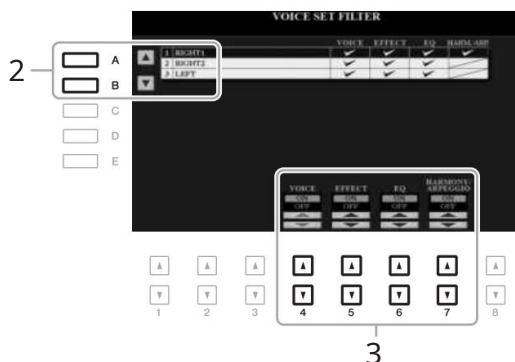 VOICE SET FILTER
VOICE EFFECT EQ HARM./ARP
1 RIGHT1
2 RIGHT2
3 LEFT
2
A
B
C
D
E
VOICE EFFECT EQ HARMONY/
ARPEGGIO
ON ON ON ON
OFF OFF OFF OFF
1 2 3 4 5 6 7 8
3